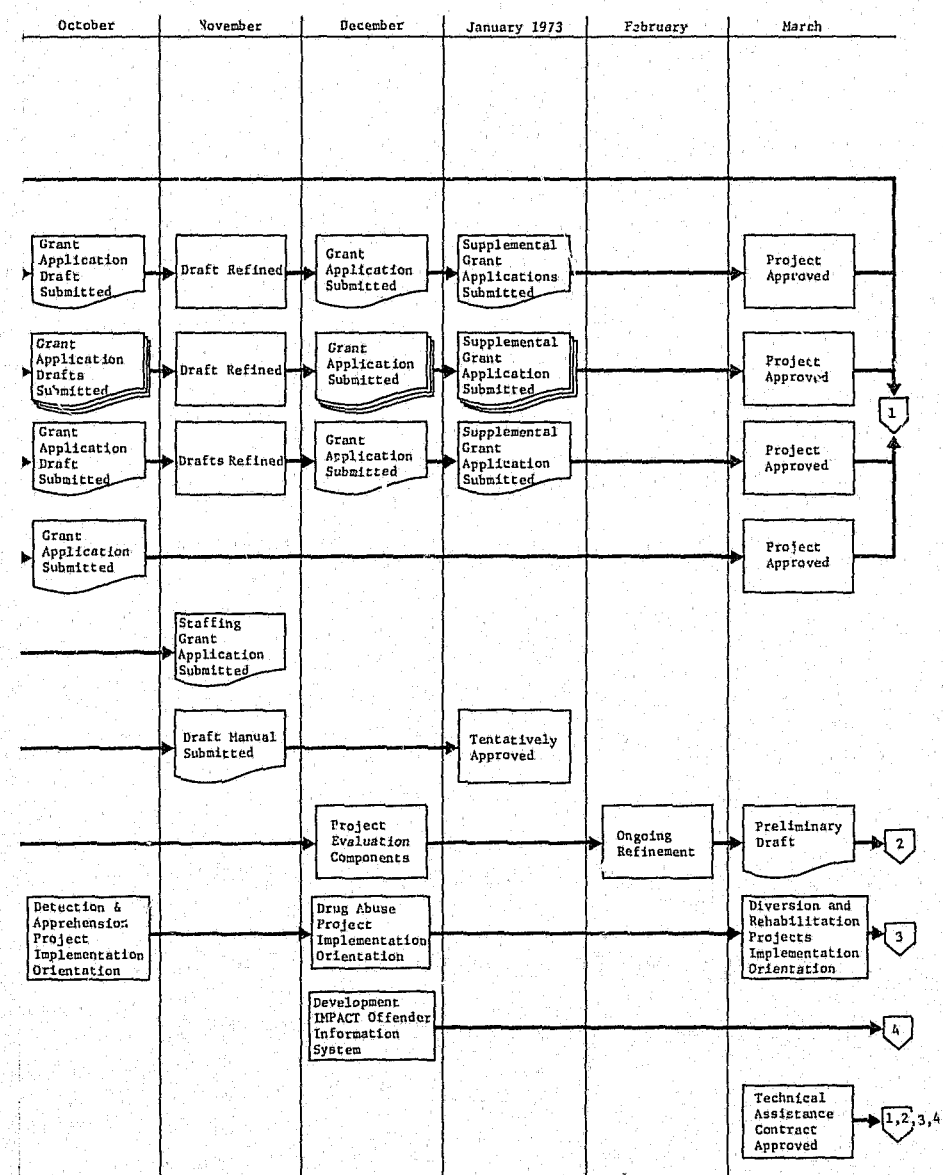 October November December January 1973 February March
Grant
Application
Draft
Submitted
Draft Refined
Grant
Application
Submitted
Supplemental
Grant
Applications
Submitted
Project
Approved
Grant
Application
Drafts
Submitted
Draft Refined
Grant
Application
Submitted
Supplemental
Grant
Application
Submitted
Project
Approved
1
Grant
Application
Draft
Submitted
Drafts Refined
Grant
Application
Submitted
Supplemental
Grant
Application
Submitted
Project
Approved
Grant
Application
Submitted
Project
Approved
Staffing
Grant
Application
Submitted
Draft Manual
Submitted
Tentatively
Approved
Project
Evaluation
Components
Ongoing
Refinement
Preliminary
Draft
2
Detection &
Apprehension
Project
Implementation
Orientation
Drug Abuse
Project
Implementation
Orientation
Diversion and
Rehabilitation
Projects
Implementation
Orientation
3
Development
IMPACT Offender
Information
System
4
Technical
Assistance
Contract
Approved
1,2,3,4